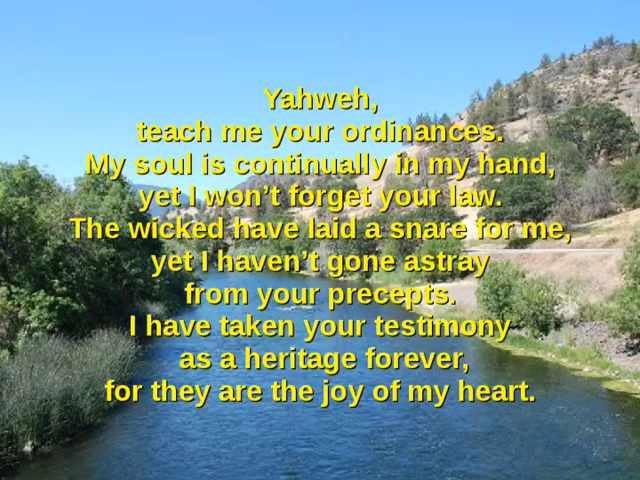 Yahweh,
teach me your ordinances.
My soul is continually in my hand,
yet I won’t forget your law.
The wicked have laid a snare for me,
yet I haven’t gone astray
from your precepts.
I have taken your testimony
as a heritage forever,
for they are the joy of my heart.